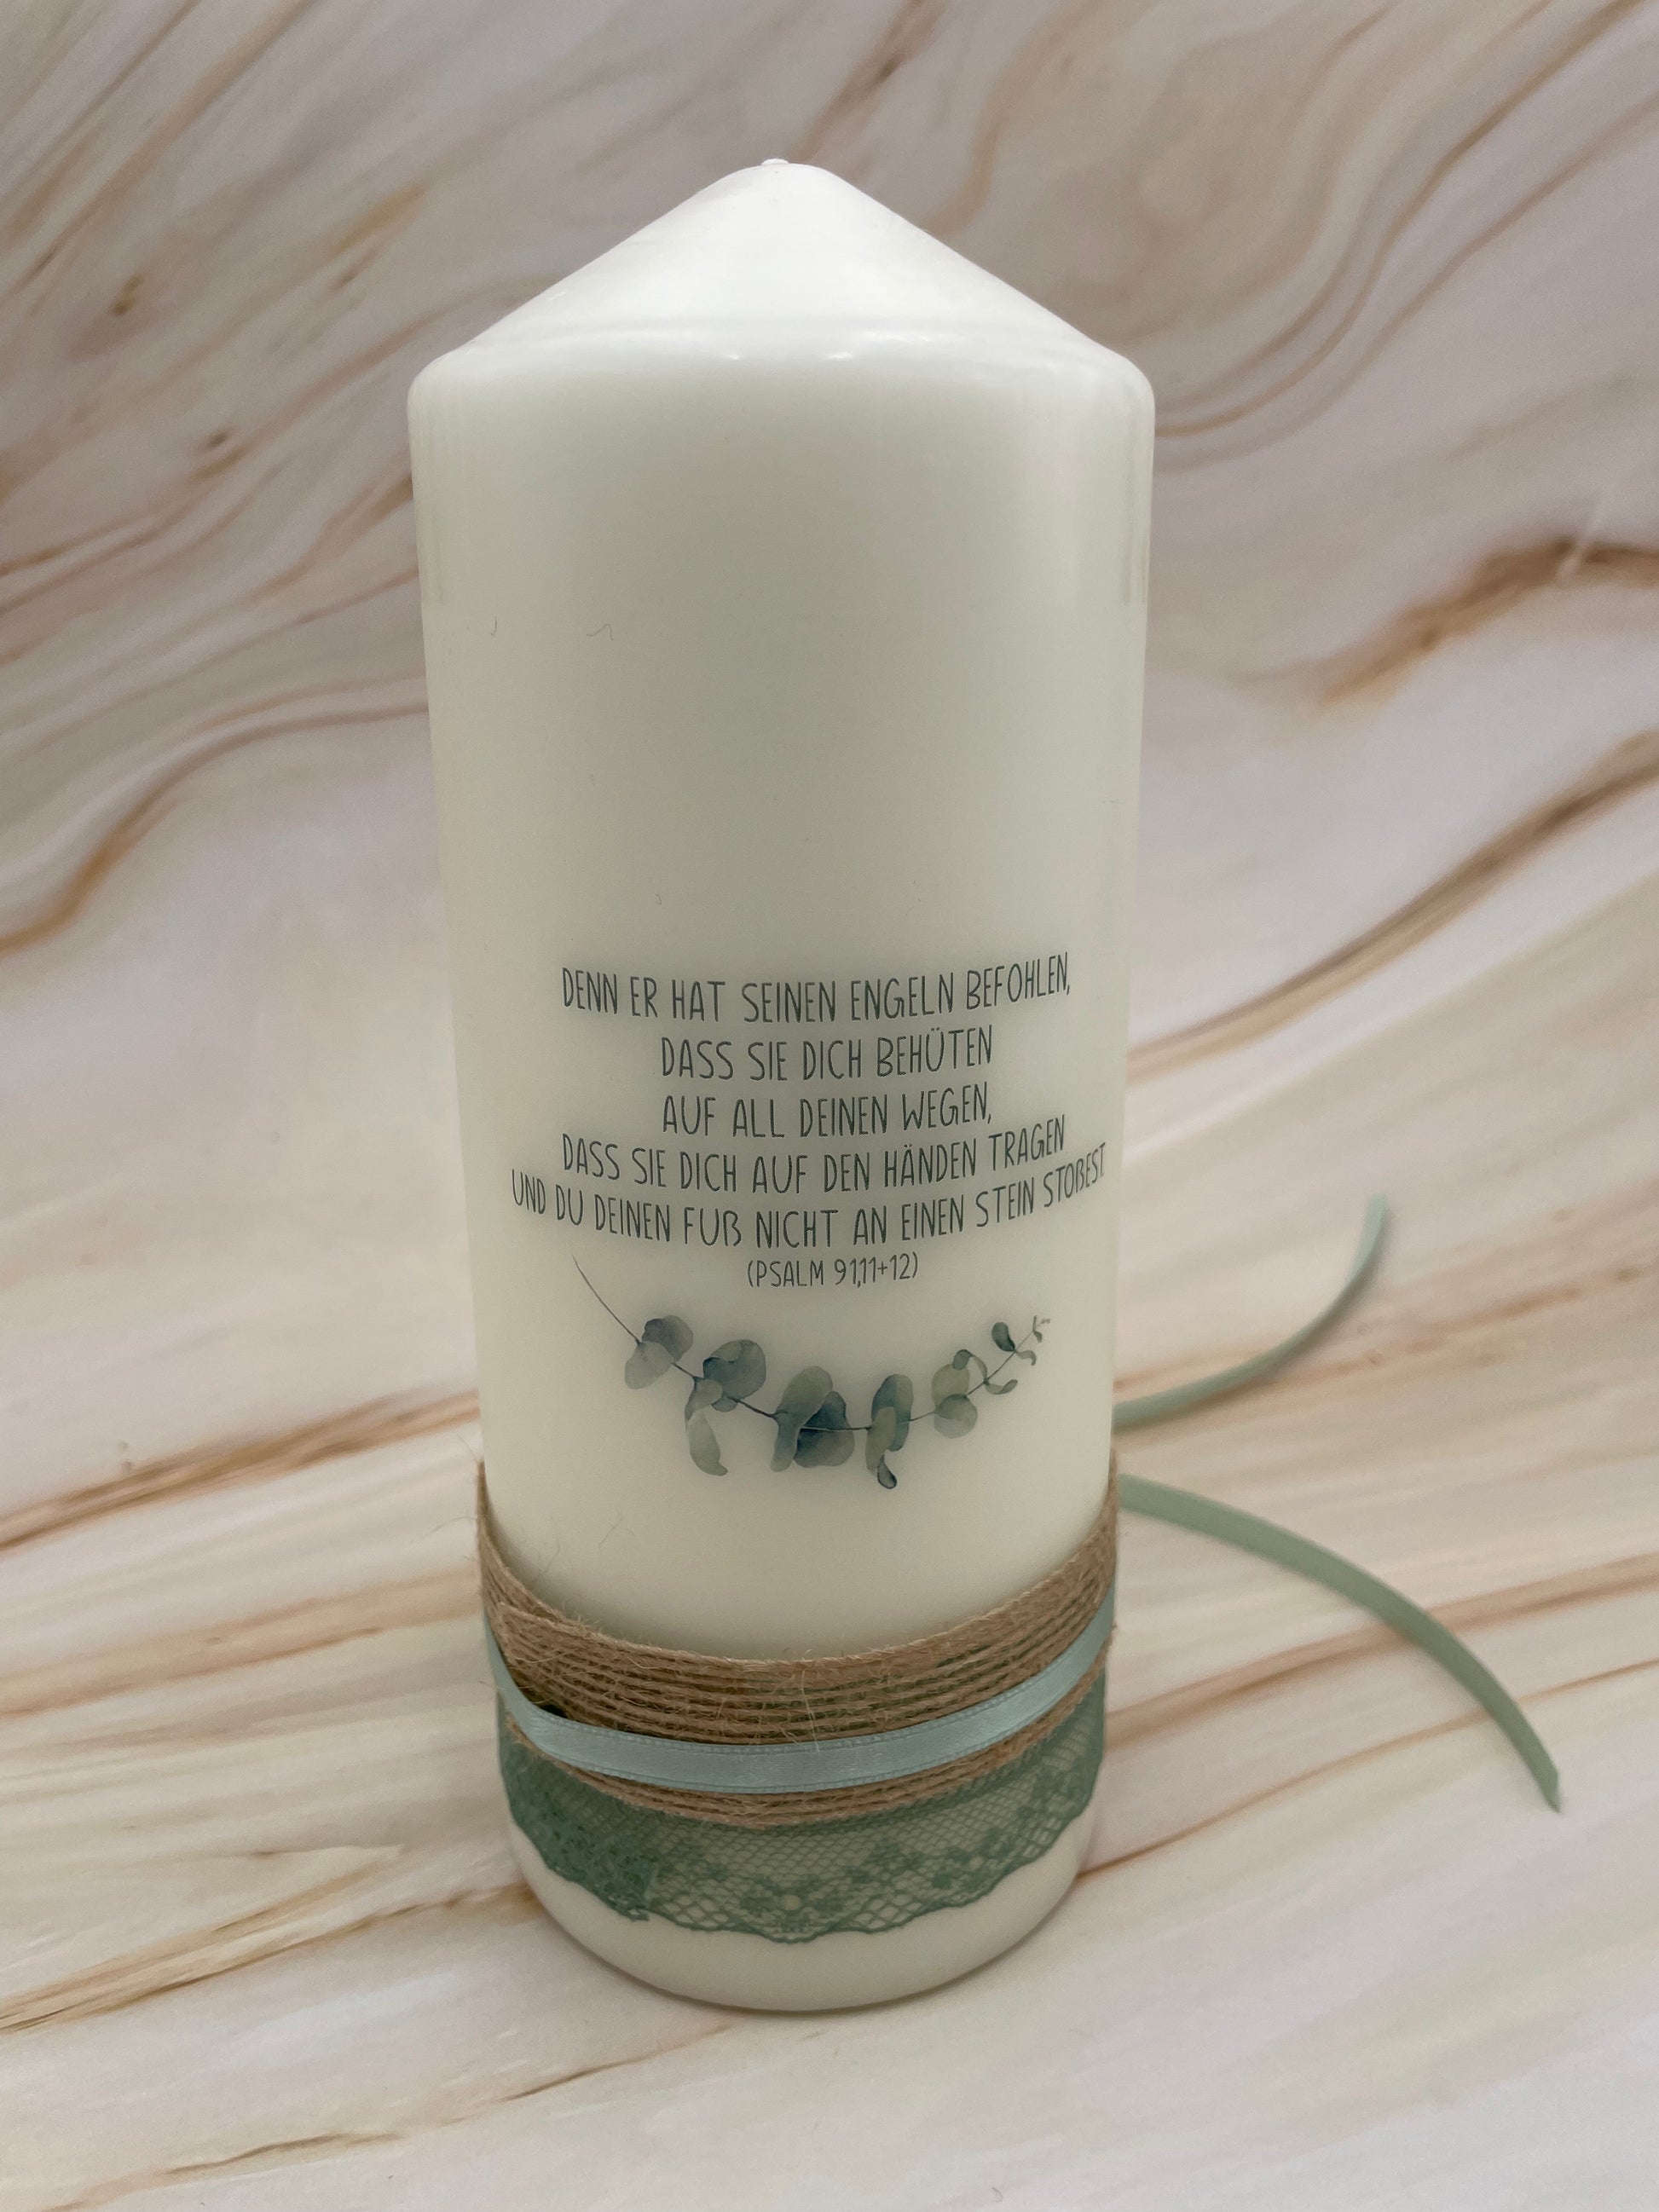 DENN ER HAT SEINEN ENGELN BEFOHLEN,
DASS SIE DICH BEHÜTEN
AUF ALL DEINEN WEGEN,
DASS SIE DICH AUF DEN HÄNDEN TRAGEN
UND DU DEINEN FUß NICHT AN EINEN STEIN STOßEST
(PSALM 91,11+12)